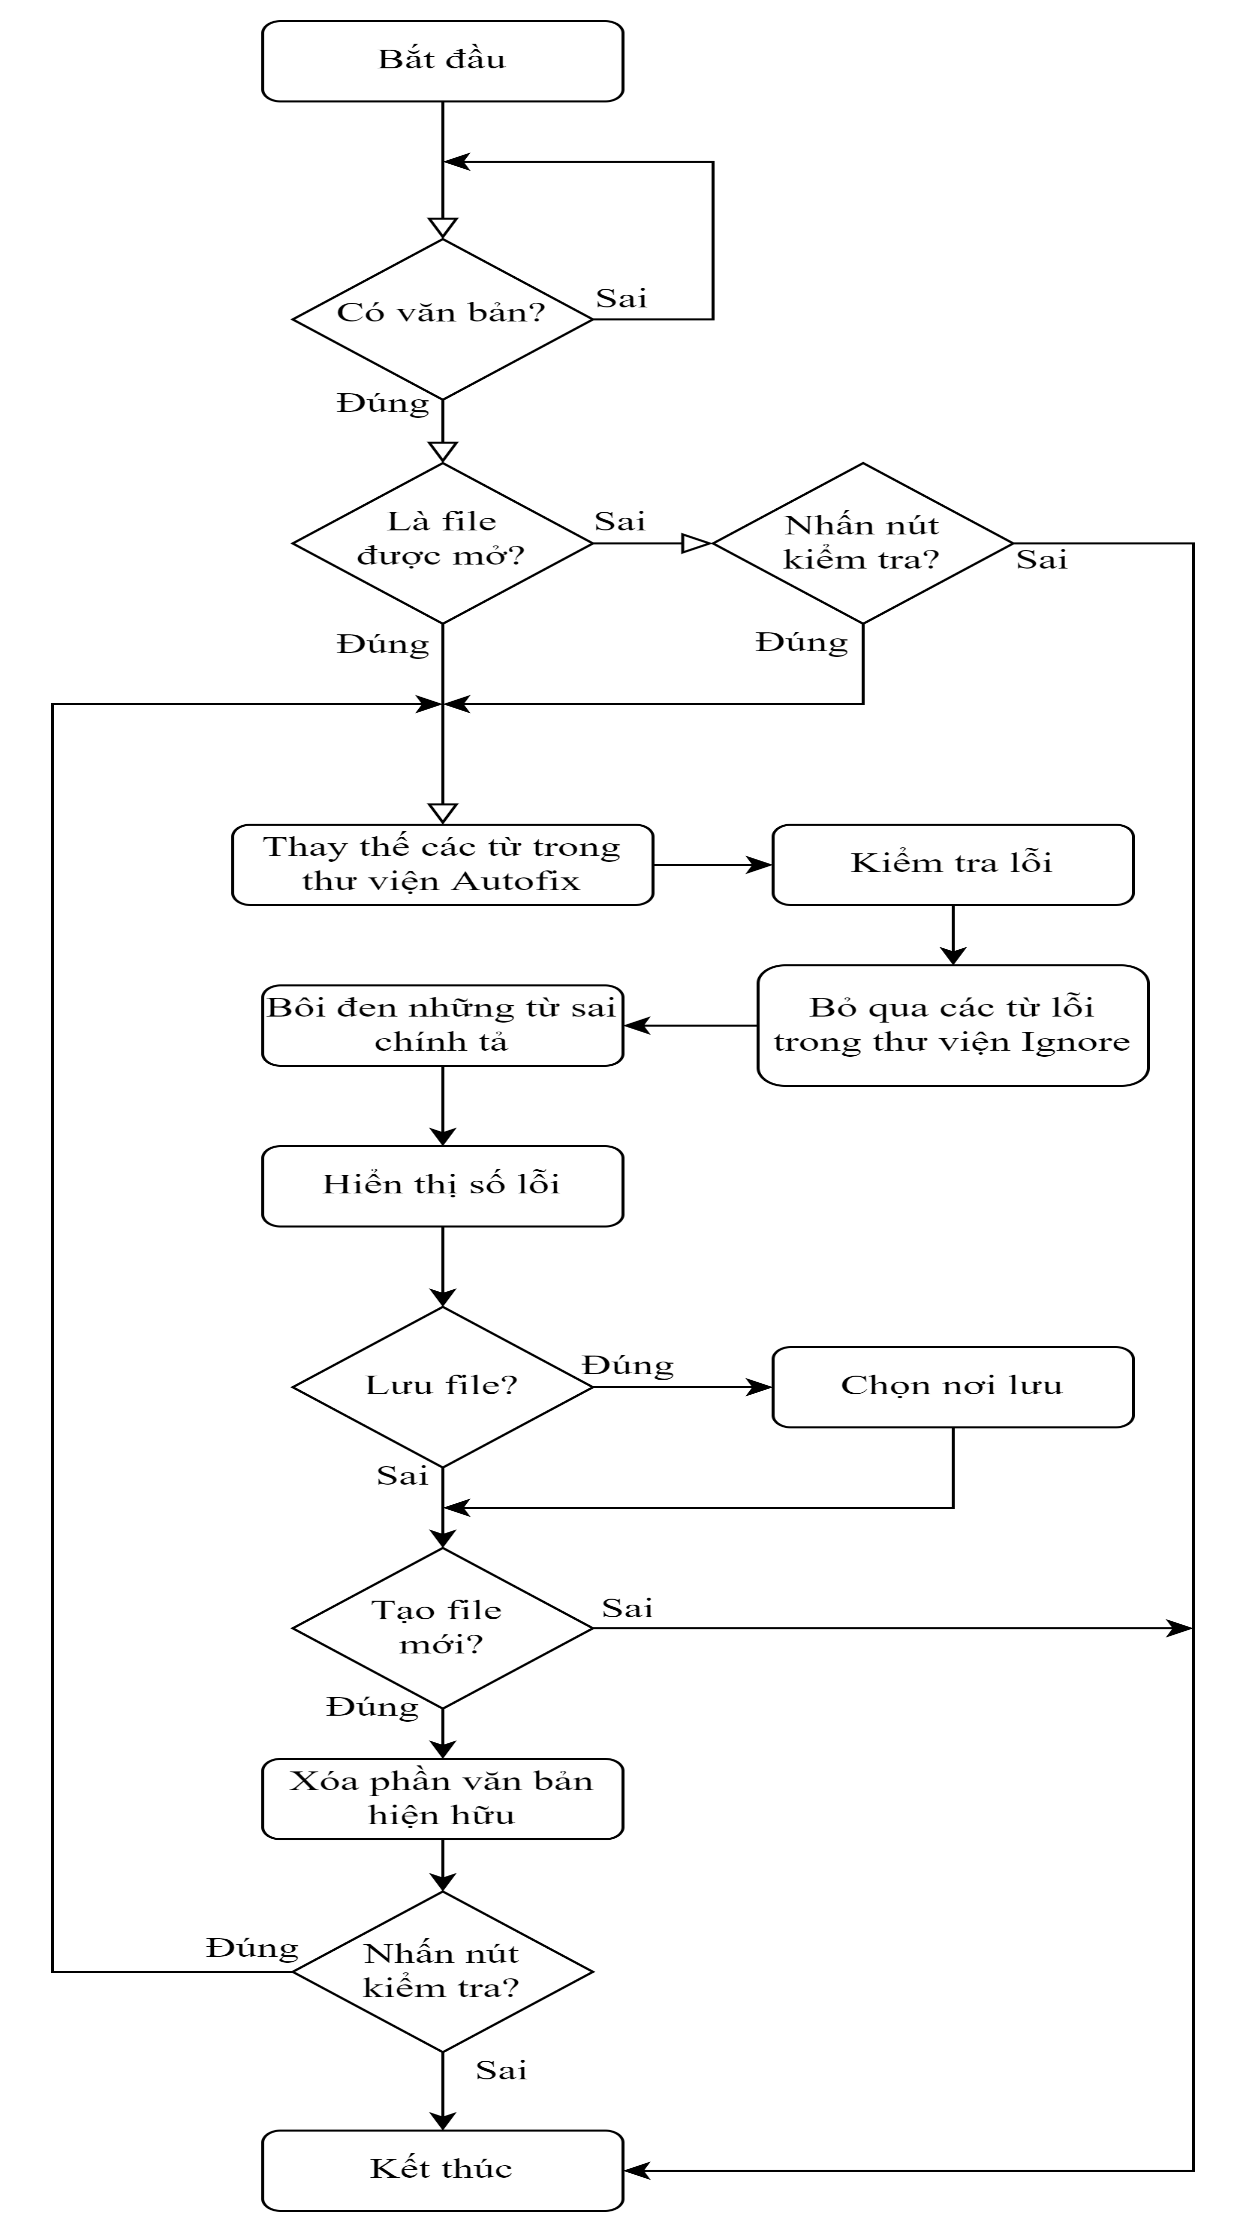 Bắt đầu
Có văn bản?
Sai
Đúng
Là file
được mở?
Sai
Nhấn nút
kiểm tra?
Sai
Đúng
Đúng
Thay thế các từ trong
thư viện Autofix
Kiểm tra lỗi
Bỏ qua các từ lỗi
trong thư viện Ignore
Bôi đen những từ sai
chính tả
Hiển thị số lỗi
Lưu file?
Đúng
Chọn nơi lưu
Sai
Tạo file
mới?
Sai
Đúng
Xóa phần văn bản
hiện hữu
Đúng
Nhấn nút
kiểm tra?
Sai
Kết thúc